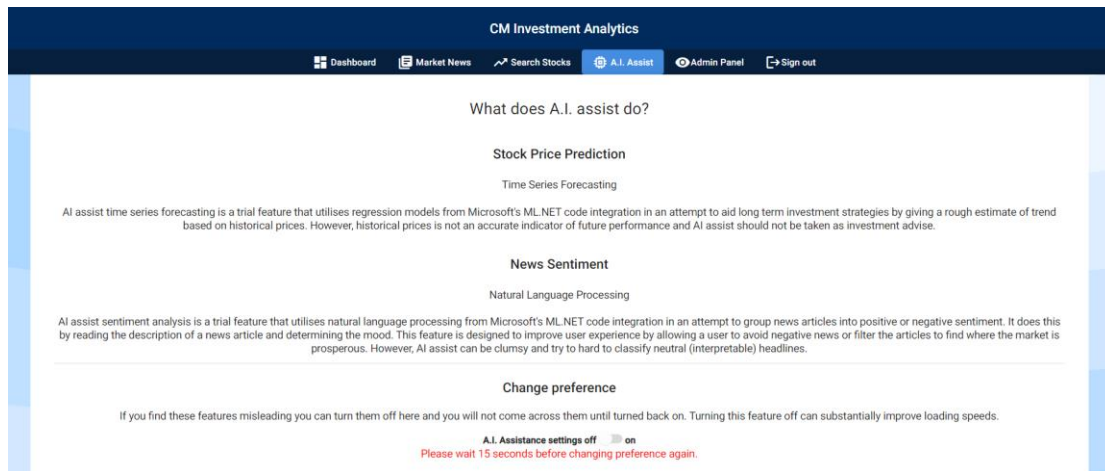 CM Investment Analytics
Dashboard Market News Search Stocks A.I. Assist Admin Panel Sign out
What does A.I. assist do?
Stock Price Prediction
Time Series Forecasting
AI assist time series forecasting is a trial feature that utilises regression models from Microsoft's ML.NET code integration in an attempt to aid long term investment strategies by giving a rough estimate of trend
based on historical prices. However, historical prices is not an accurate indicator of future performance and AI assist should not be taken as investment advise.
News Sentiment
Natural Language Processing
AI assist sentiment analysis is a trial feature that utilises natural language processing from Microsoft's ML.NET code integration in an attempt to group news articles into positive or negative sentiment. It does this
by reading the description of a news article and determining the mood. This feature is designed to improve user experience by allowing a user to avoid negative news or filter the articles to find where the market is
prosperous. However, AI assist can be clumsy and try to hard to classify neutral (interpretable) headlines.
Change preference
If you find these features misleading you can turn them off here and you will not come across them until turned back on. Turning this feature off can substantially improve loading speeds.
A.I. Assistance settings off on
Please wait 15 seconds before changing preference again.